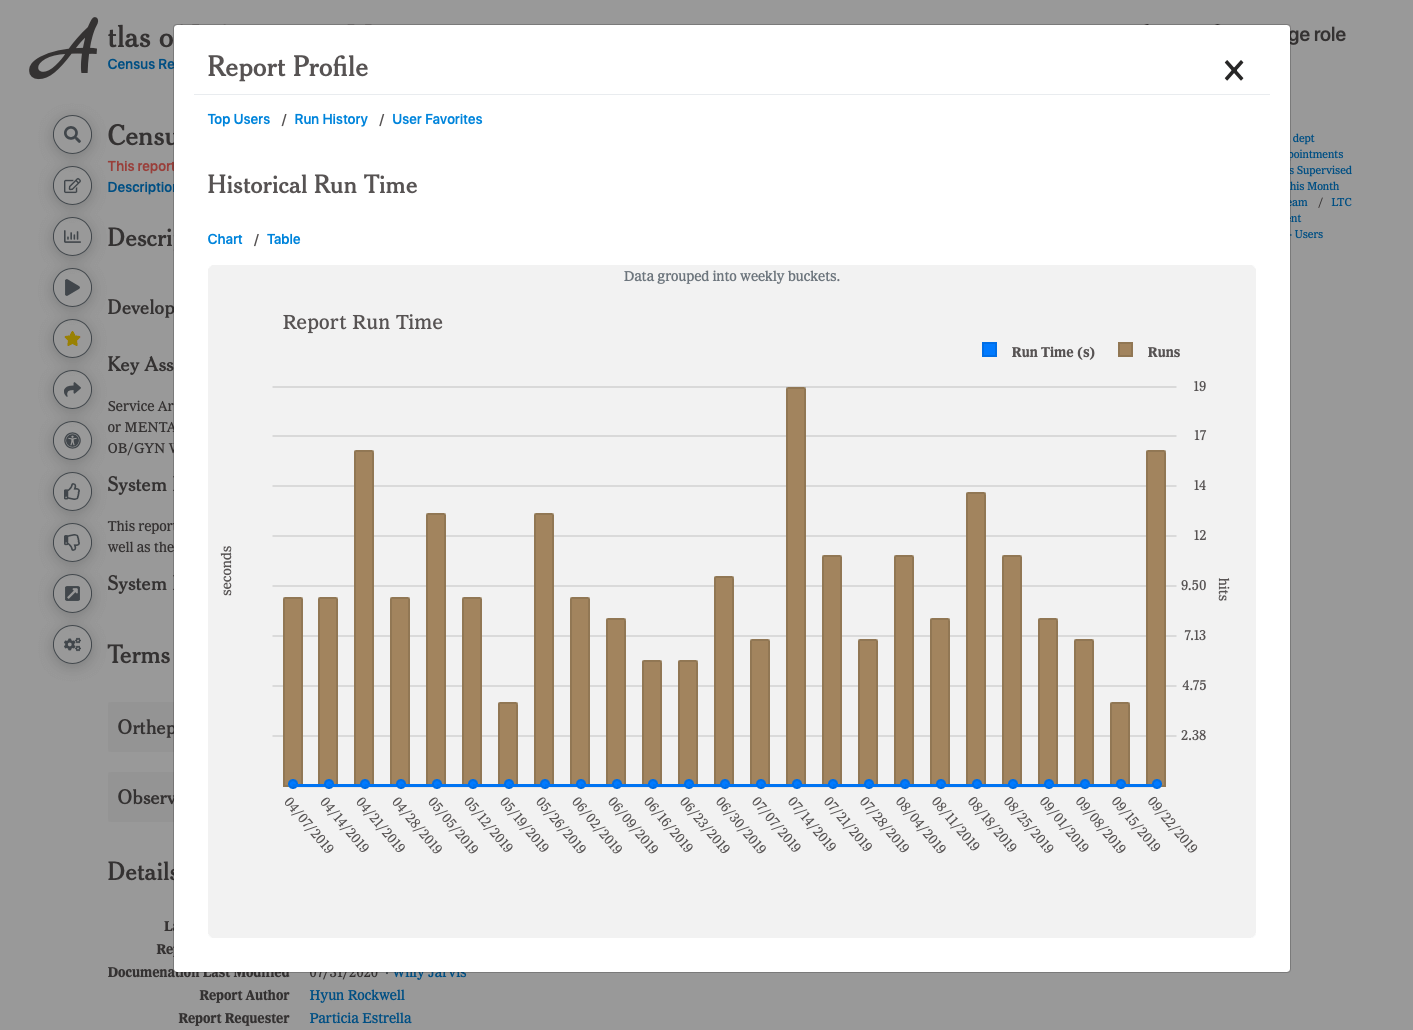 tlas o
ge role
Census Re
Report Profile
Top Users / Run History / User Favorites
Censu
This report
Description
dept
pointments
s Supervised
his Month
eam / LTC
ent
Users
Historical Run Time
Descri
Chart / Table
Data grouped into weekly buckets.
Develop
Report Run Time
Run Time (s)
Runs
Key Ass
19
Service Ar
or MENTA
OB/GYN
17
System
14
This repor
well as the
12
seconds
System
9.50
hits
7.13
Terms
4.75
Orthep
2.38
Observ
04/07/2019
04/14/2019
04/21/2019
04/28/2019
05/05/2019
05/12/2019
05/19/2019
05/26/2019
06/02/2019
06/09/2019
06/16/2019
06/23/2019
06/30/2019
07/07/2019
07/14/2019
07/21/2019
07/28/2019
08/04/2019
08/11/2019
08/18/2019
08/25/2019
09/01/2019
09/08/2019
09/15/2019
09/22/2019
Details
La
Rep
Documenation Last Modified 07/31/2020 · Willy Jarvis
Report Author Hyun Rockwell
Report Requester Particia Estrella